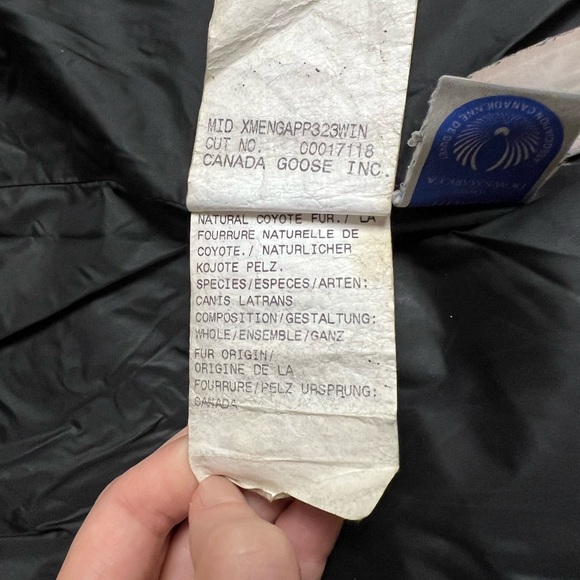 MID XMENGAPP323WIN
CUT NO. C0017118
CANADA GOOSE INC.
NATURAL COYOTE FUR./ LA
FOURRURE NATURELLE DE
COYOTE./ NATURLICHER
KOJOTE PELZ.
SPECIES/ESPECES/ARTEN:
CANIS LATRANS
COMPOSITION/GESTALTUNG:
WHOLE/ENSEMBLE/GANZ
FUR ORIGIN/
ORIGINE DE LA
FOURRURE/PELZ URSPRUNG:
CANADA